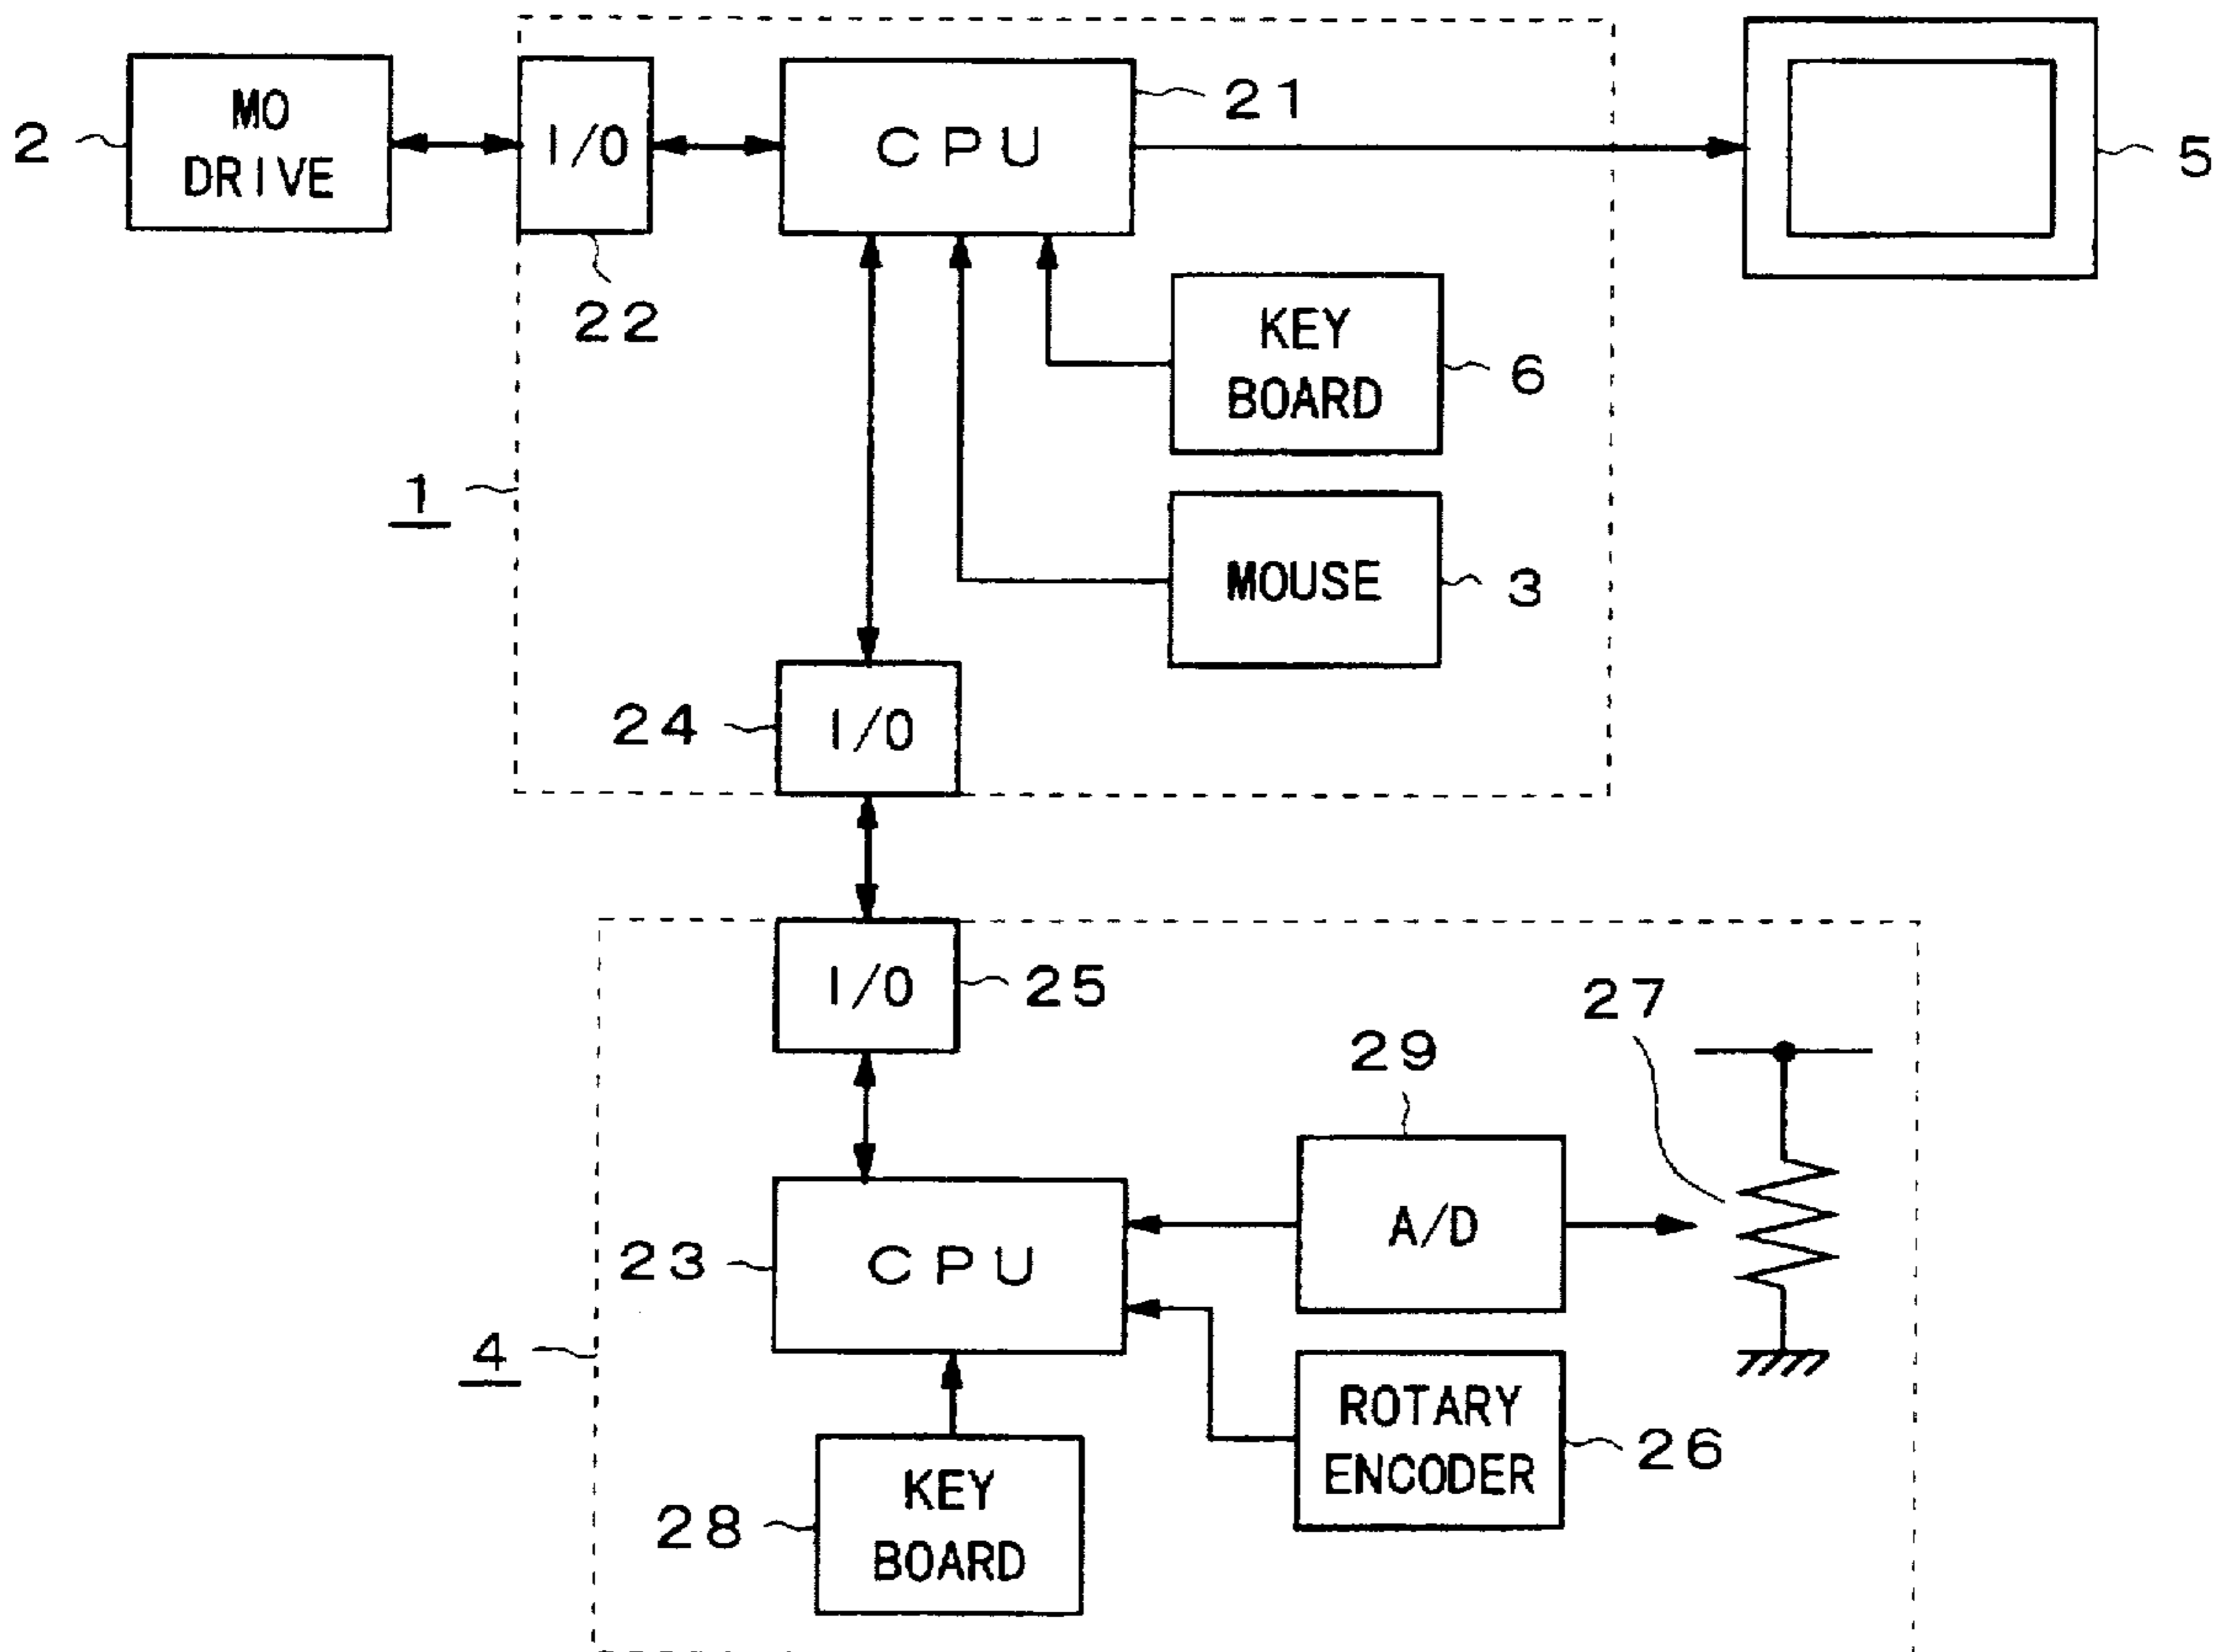 MO
DRIVE
2
I/O
22
CPU
21
5
KEY
BOARD
6
1
MOUSE
3
24
I/O
I/O
25
27
29
A/D
23
CPU
4
ROTARY
ENCODER
26
KEY
BOARD
28